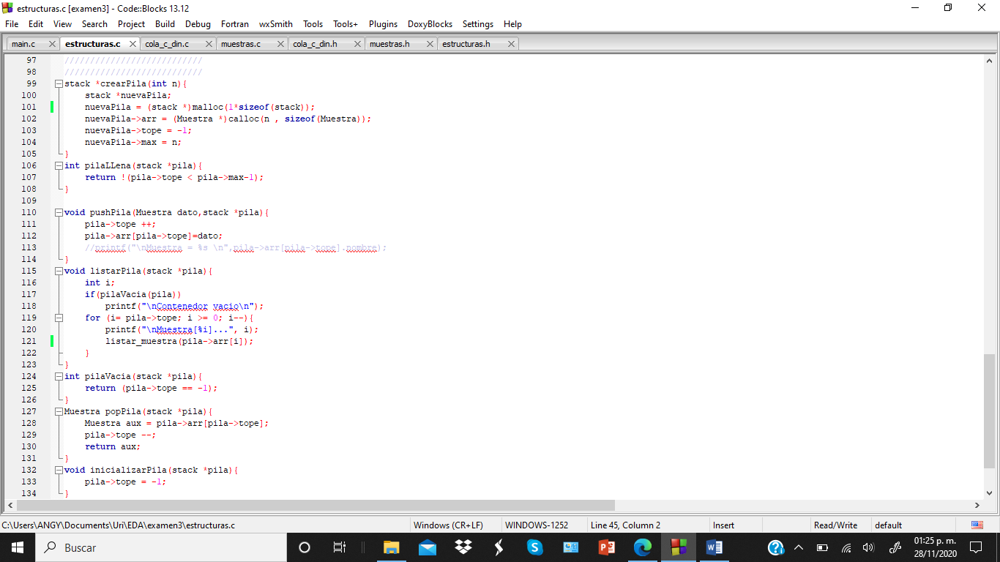 estructuras.c [examen3] - Code::Blocks 13.12
File Edit View Search Project Build Debug Fortran wxSmith Tools Tools+ Plugins DoxyBlocks Settings Help
main.c estructuras.c cola_c_din.c muestras.c cola_c_din.h muestras.h estructuras.h
97 ///////////////////////////
98 ///////////////////////////
99 stack *crearPila(int n){
100 stack *nuevaPila;
101 nuevaPila = (stack *)malloc(1*sizeof(stack));
102 nuevaPila->arr = (Muestra *)calloc(n , sizeof(Muestra));
103 nuevaPila->tope = -1;
104 nuevaPila->max = n;
105 }
106 int pilaLLena(stack *pila){
107 return !(pila->tope < pila->max-1);
108 }
109
110 void pushPila(Muestra dato,stack *pila){
111 pila->tope ++;
112 pila->arr[pila->tope]=dato;
113 //printf("\nMuestra = %s \n",pila->arr[pila->tope].nombre);
114 }
115 void listarPila(stack *pila){
116 int i;
117 if(pilaVacia(pila))
118 printf("\nContenedor vacio\n");
119 for (i= pila->tope; i >= 0; i--){
120 printf("\nMuestra[%i]...", i);
121 listar_muestra(pila->arr[i]);
122 }
123 }
124 int pilaVacia(stack *pila){
125 return (pila->tope == -1);
126 }
127 Muestra popPila(stack *pila){
128 Muestra aux = pila->arr[pila->tope];
129 pila->tope --;
130 return aux;
131 }
132 void inicializarPila(stack *pila){
133 pila->tope = -1;
134 }
C:\Users\ANGY\Documents\Uri\EDA\examen3\estructuras.c Windows (CR+LF) WINDOWS-1252 Line 45, Column 2 Insert Read/Write default
Buscar
01:25 p. m.
28/11/2020